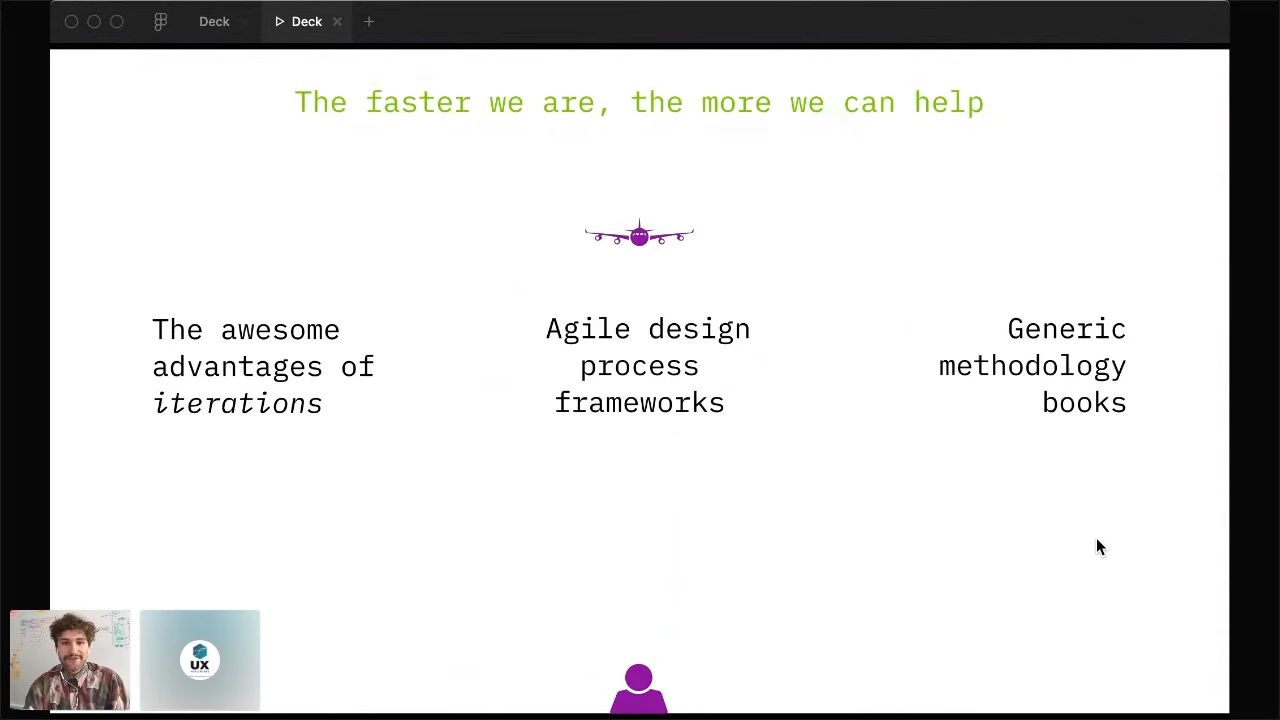 Deck
Deck
The faster we are, the more we can help
The awesome
advantages of
iterations
Agile design
process
frameworks
Generic
methodology
books
UX